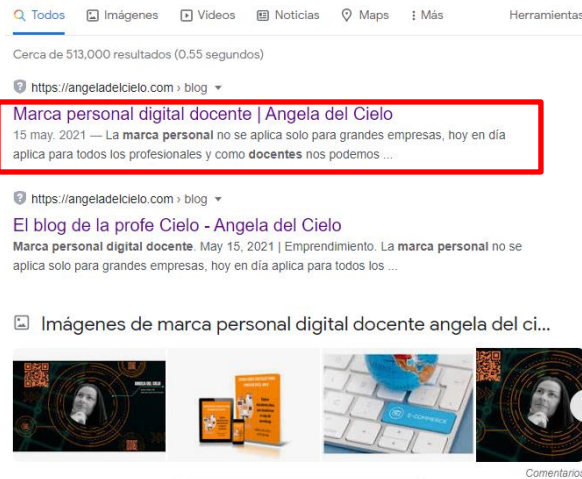 Todos Imágenes Videos Noticias Maps Más Herramientas
Cerca de 513,000 resultados (0.55 segundos)
https://angeladelcielo.com › blog
Marca personal digital docente | Angela del Cielo
15 may. 2021 — La marca personal no se aplica solo para grandes empresas, hoy en día
aplica para todos los profesionales y como docentes nos podemos ...
https://angeladelcielo.com › blog
El blog de la profe Cielo - Angela del Cielo
Marca personal digital docente. May 15, 2021 | Emprendimiento. La marca personal no se
aplica solo para grandes empresas, hoy en día aplica para todos los ...
Imágenes de marca personal digital docente angela del ci...
ANGELA DEL CIELO
E-COMMERCE
Comentarios